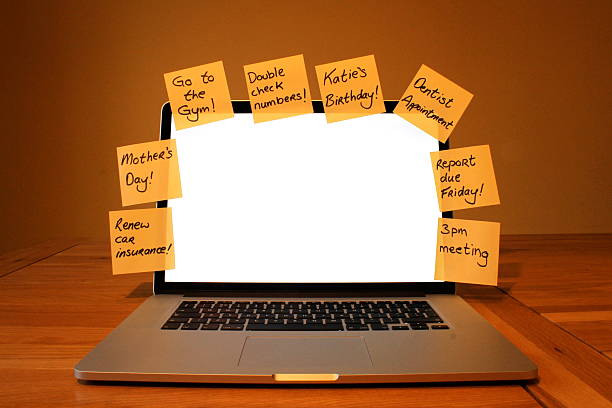 Go to
the
Gym!
Double
check
numbers!
Katie's
Birthday!
Dentist
Appointment
Mother's
Day!
Report
due
Friday!
Renew
car
insurance!
3pm
meeting